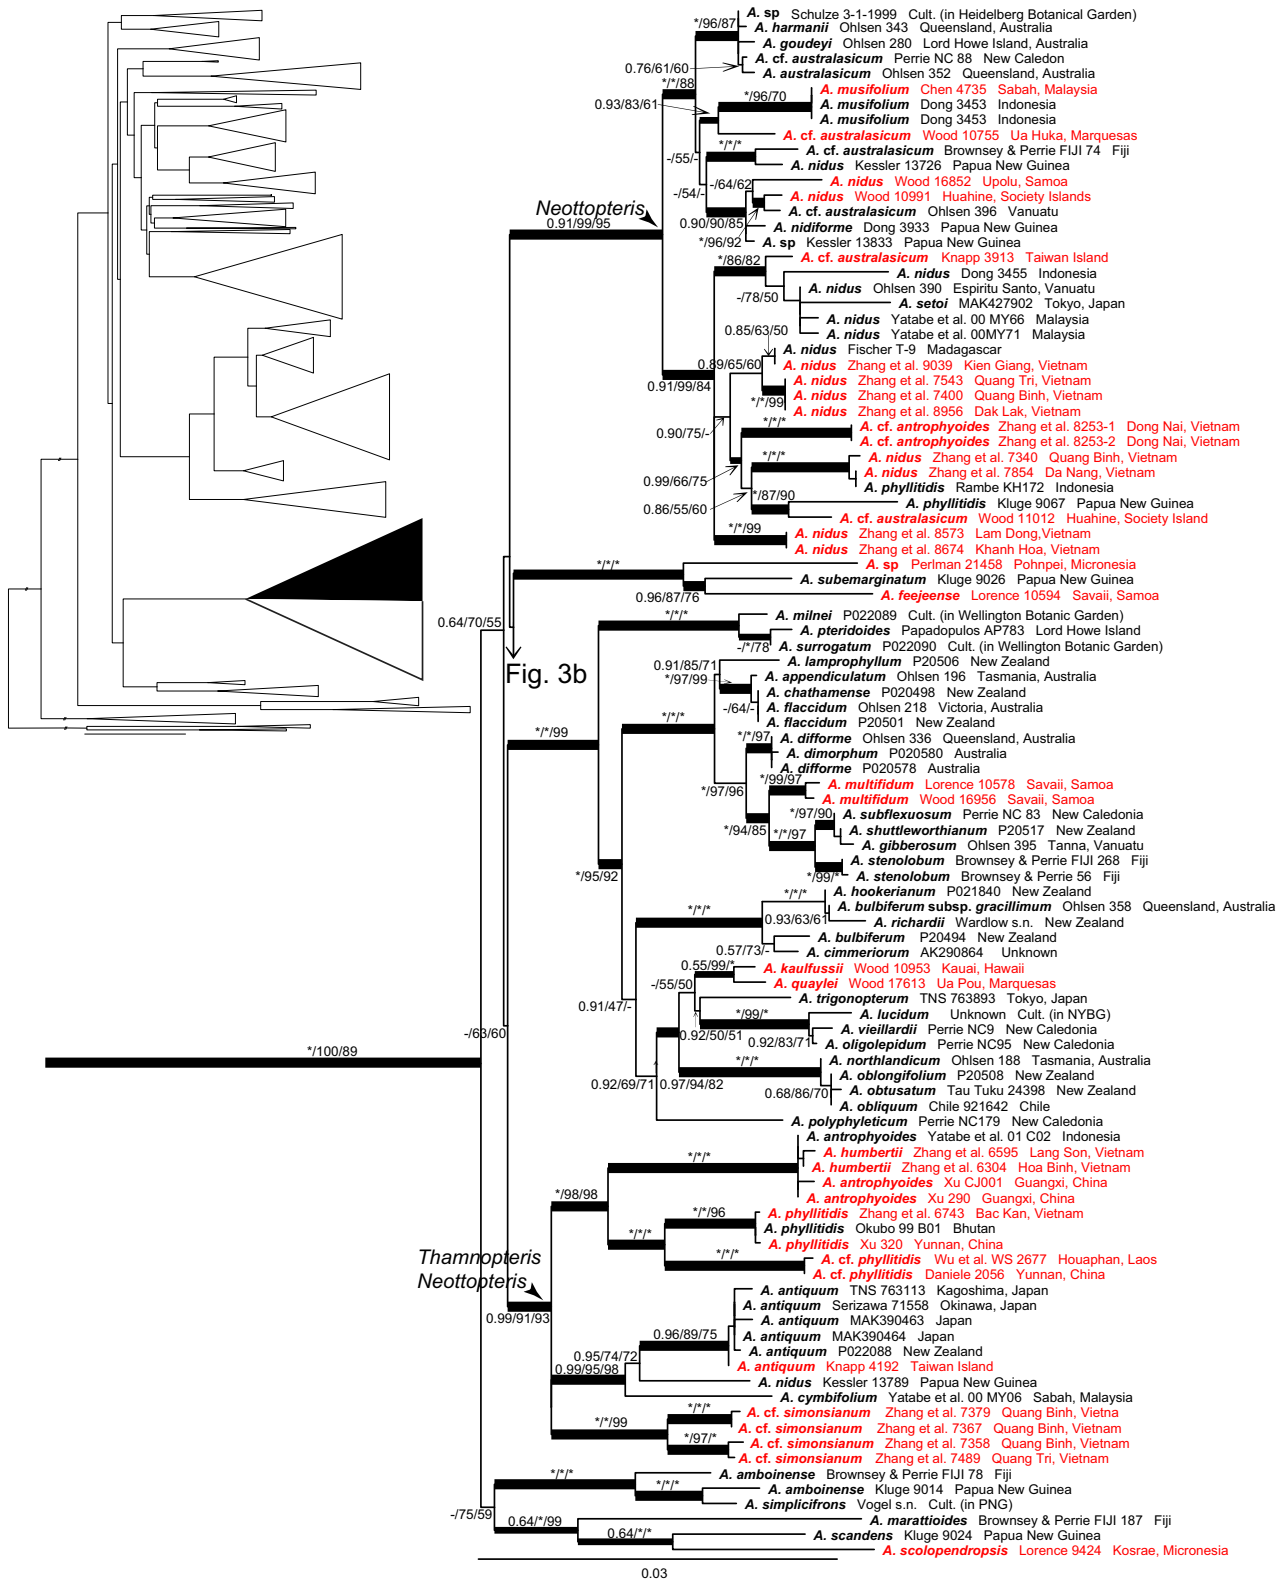 A. sp Schulze 3-1-1999 Cult. (in Heidelberg Botanical Garden)
*/96/87
A. harmanii Ohlsen 343 Queensland, Australia
A. goudeyi Ohlsen 280 Lord Howe Island, Australia
A. cf. australasicum Perrie NC 88 New Caledon
0.76/61/60
A. australasicum Ohlsen 352 Queensland, Australia
*/*/88
A. musifolium Chen 4735 Sabah, Malaysia
*/96/70
0.93/83/61
A. musifolium Dong 3453 Indonesia
A. musifolium Dong 3453 Indonesia
A. cf. australasicum Wood 10755 Ua Huka, Marquesas
*/*/*
A. cf. australasicum Brownsey & Perrie FIJI 74 Fiji
-/55/-
A. nidus Kessler 13726 Papua New Guinea
A. nidus Wood 16852 Upolu, Samoa
-/64/62
-/54/-
A. nidus Wood 10991 Huahine, Society Islands
Neottopteris
A. cf. australasicum Ohlsen 396 Vanuatu
0.91/99/95
0.90/90/85
A. nidiforme Dong 3933 Papua New Guinea
*/96/92
A. sp Kessler 13833 Papua New Guinea
*/86/82
A. cf. australasicum Knapp 3913 Taiwan Island
A. nidus Dong 3455 Indonesia
A. nidus Ohlsen 390 Espiritu Santo, Vanuatu
-/78/50
A. setoi MAK427902 Tokyo, Japan
A. nidus Yatabe et al. 00 MY66 Malaysia
0.85/63/50
A. nidus Yatabe et al. 00MY71 Malaysia
A. nidus Fischer T-9 Madagascar
0.89/65/60
A. nidus Zhang et al. 9039 Kien Giang, Vietnam
0.91/99/84
A. nidus Zhang et al. 7543 Quang Tri, Vietnam
A. nidus Zhang et al. 7400 Quang Binh, Vietnam
*/*/99
A. nidus Zhang et al. 8956 Dak Lak, Vietnam
*/*/*
A. cf. antrophyoides Zhang et al. 8253-1 Dong Nai, Vietnam
0.90/75/-
A. cf. antrophyoides Zhang et al. 8253-2 Dong Nai, Vietnam
*/*/*
A. nidus Zhang et al. 7340 Quang Binh, Vietnam
A. nidus Zhang et al. 7854 Da Nang, Vietnam
0.99/66/75
A. phyllitidis Rambe KH172 Indonesia
*/87/90
A. phyllitidis Kluge 9067 Papua New Guinea
0.86/55/60
A. cf. australasicum Wood 11012 Huahine, Society Island
*/*/99
A. nidus Zhang et al. 8573 Lam Dong,Vietnam
A. nidus Zhang et al. 8674 Khanh Hoa, Vietnam
*/*/*
A. sp Perlman 21458 Pohnpei, Micronesia
A. subemarginatum Kluge 9026 Papua New Guinea
0.96/87/76
A. feejeense Lorence 10594 Savaii, Samoa
0.64/70/55
*/*/*
A. milnei P022089 Cult. (in Wellington Botanic Garden)
A. pteridoides Papadopulos AP783 Lord Howe Island
-/*/78
A. surrogatum P022090 Cult. (in Wellington Botanic Garden)
Fig. 3b
0.91/85/71
A. lamprophyllum P20506 New Zealand
*/97/99
A. appendiculatum Ohlsen 196 Tasmania, Australia
A. chathamense P020498 New Zealand
-/64/-
A. flaccidum Ohlsen 218 Victoria, Australia
*/*/*
A. flaccidum P20501 New Zealand
*/*/99
*/*/97
A. difforme Ohlsen 336 Queensland, Australia
A. dimorphum P020580 Australia
A. difforme P020578 Australia
*/99/97
A. multifidum Lorence 10578 Savaii, Samoa
*/97/96
A. multifidum Wood 16956 Savaii, Samoa
*/97/90
A. subflexuosum Perrie NC 83 New Caledonia
*/94/85
*/*/97
A. shuttleworthianum P20517 New Zealand
A. gibberosum Ohlsen 395 Tanna, Vanuatu
A. stenolobum Brownsey & Perrie FIJI 268 Fiji
*/95/92
*/99/*
A. stenolobum Brownsey & Perrie 56 Fiji
*/*/*
A. hookerianum P021840 New Zealand
A. bulbiferum subsp. gracillimum Ohlsen 358 Queensland, Australia
*/*/*
0.93/63/61
A. richardii Wardlow s.n. New Zealand
A. bulbiferum P20494 New Zealand
0.57/73/-
A. cimmeriorum AK290864 Unknown
0.55/99/*
A. kaulfussii Wood 10953 Kauai, Hawaii
-/55/50
A. quaylei Wood 17613 Ua Pou, Marquesas
A. trigonopterum TNS 763893 Tokyo, Japan
0.91/47/-
*/99/*
A. lucidum Unknown Cult. (in NYBG)
-/63/60
A. vieillardii Perrie NC9 New Caledonia
0.92/50/51
0.92/83/71
A. oligolepidum Perrie NC95 New Caledonia
*/100/89
*/*/*
A. northlandicum Ohlsen 188 Tasmania, Australia
A. oblongifolium P20508 New Zealand
0.92/69/71
0.97/94/82
0.68/86/70
A. obtusatum Tau Tuku 24398 New Zealand
A. obliquum Chile 921642 Chile
A. polyphyleticum Perrie NC179 New Caledonia
A. antrophyoides Yatabe et al. 01 C02 Indonesia
*/*/*
A. humbertii Zhang et al. 6595 Lang Son, Vietnam
A. humbertii Zhang et al. 6304 Hoa Binh, Vietnam
*/98/98
A. antrophyoides Xu CJ001 Guangxi, China
A. antrophyoides Xu 290 Guangxi, China
*/*/96
A. phyllitidis Zhang et al. 6743 Bac Kan, Vietnam
*/*/*
A. phyllitidis Okubo 99 B01 Bhutan
A. phyllitidis Xu 320 Yunnan, China
*/*/*
Thamnopteris
A. cf. phyllitidis Wu et al. WS 2677 Houaphan, Laos
Neottopteris
A. cf. phyllitidis Daniele 2056 Yunnan, China
A. antiquum TNS 763113 Kagoshima, Japan
A. antiquum Serizawa 71558 Okinawa, Japan
0.99/91/93
A. antiquum MAK390463 Japan
0.96/89/75
A. antiquum MAK390464 Japan
0.95/74/72
A. antiquum P022088 New Zealand
0.99/95/98
A. antiquum Knapp 4192 Taiwan Island
A. nidus Kessler 13789 Papua New Guinea
A. cymbifolium Yatabe et al. 00 MY06 Sabah, Malaysia
*/*/*
A. cf. simonsianum Zhang et al. 7379 Quang Binh, Vietna
*/*/99
A. cf. simonsianum Zhang et al. 7367 Quang Binh, Vietnam
*/97/*
A. cf. simonsianum Zhang et al. 7358 Quang Binh, Vietnam
A. cf. simonsianum Zhang et al. 7489 Quang Tri, Vietnam
*/*/*
A. amboinense Brownsey & Perrie FIJI 78 Fiji
*/*/*
A. amboinense Kluge 9014 Papua New Guinea
A. simplicifrons Vogel s.n. Cult. (in PNG)
-/75/59
0.64/*/99
A. marattioides Brownsey & Perrie FIJI 187 Fiji
0.64/*/*
A. scandens Kluge 9024 Papua New Guinea
A. scolopendropsis Lorence 9424 Kosrae, Micronesia
0.03